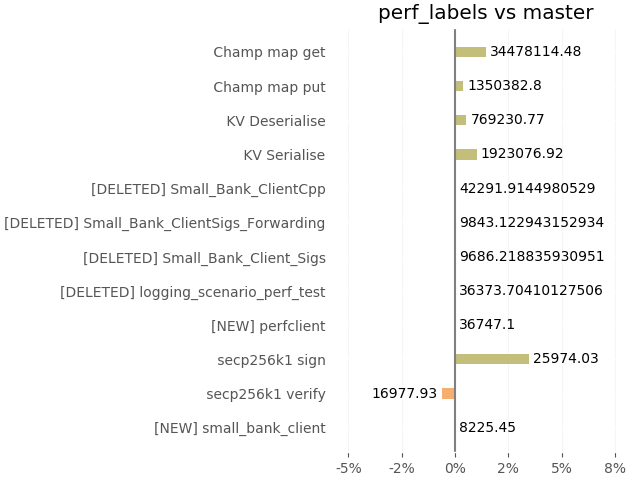 perf_labels vs master
Champ map get 34478114.48
Champ map put 1350382.8
KV Deserialise 769230.77
KV Serialise 1923076.92
[DELETED] Small_Bank_ClientCpp 42291.9144980529
[DELETED] Small_Bank_ClientSigs_Forwarding 9843.122943152934
[DELETED] Small_Bank_Client_Sigs 9686.218835930951
[DELETED] logging_scenario_perf_test 36373.70410127506
[NEW] perfclient 36747.1
secp256k1 sign 25974.03
secp256k1 verify 16977.93
[NEW] small_bank_client 8225.45
-5% -2% 0% 2% 5% 8%